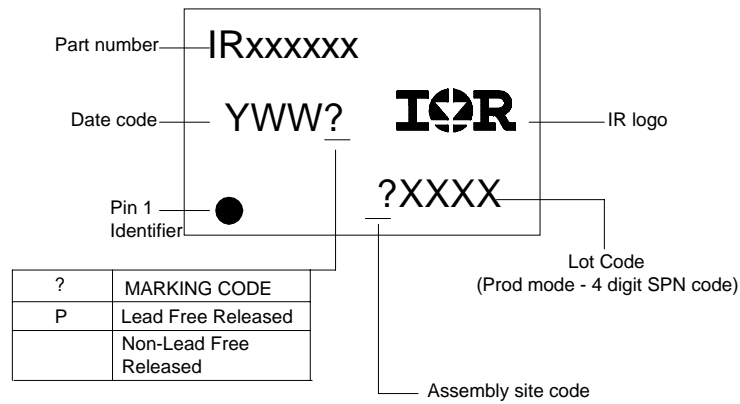 Part number
IRxxxxxx
Date code
YWW?
IOR
IR logo
?XXXX
Pin 1
Identifier
Lot Code
(Prod mode - 4 digit SPN code)
? MARKING CODE
P Lead Free Released
Non-Lead Free
Released
Assembly site code